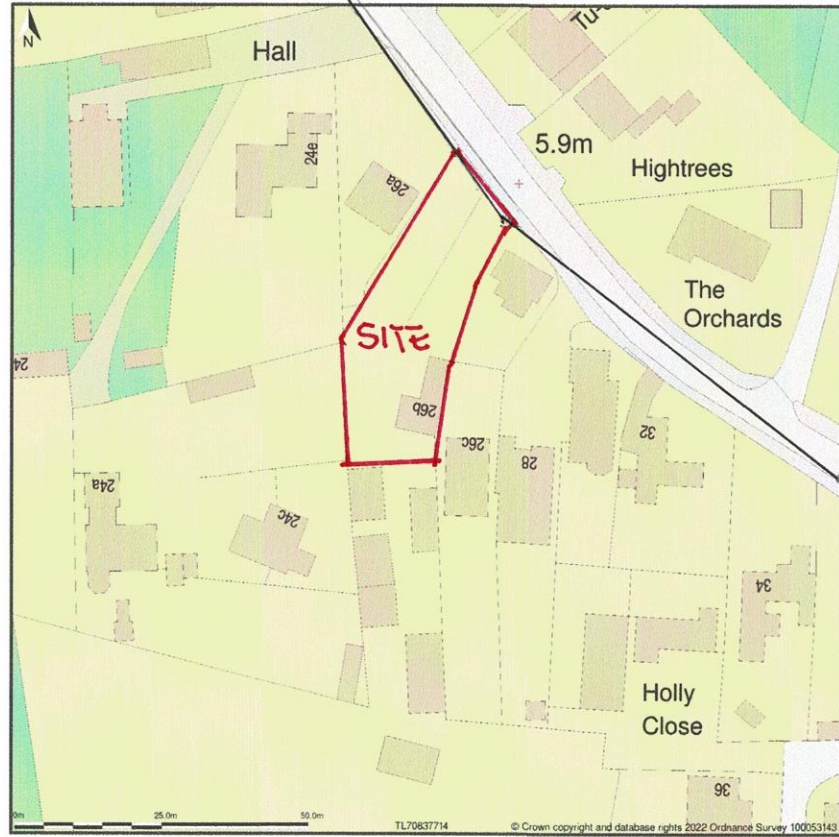 N
Hall
5.9m
Hightrees
24e
26a
The
Orchards
SITE
24
26b
26c
28
32
24a
24c
34
Holly
Close
36
0m 25.0m 50.0m
TL70837714
© Crown copyright and database rights 2022 Ordnance Survey